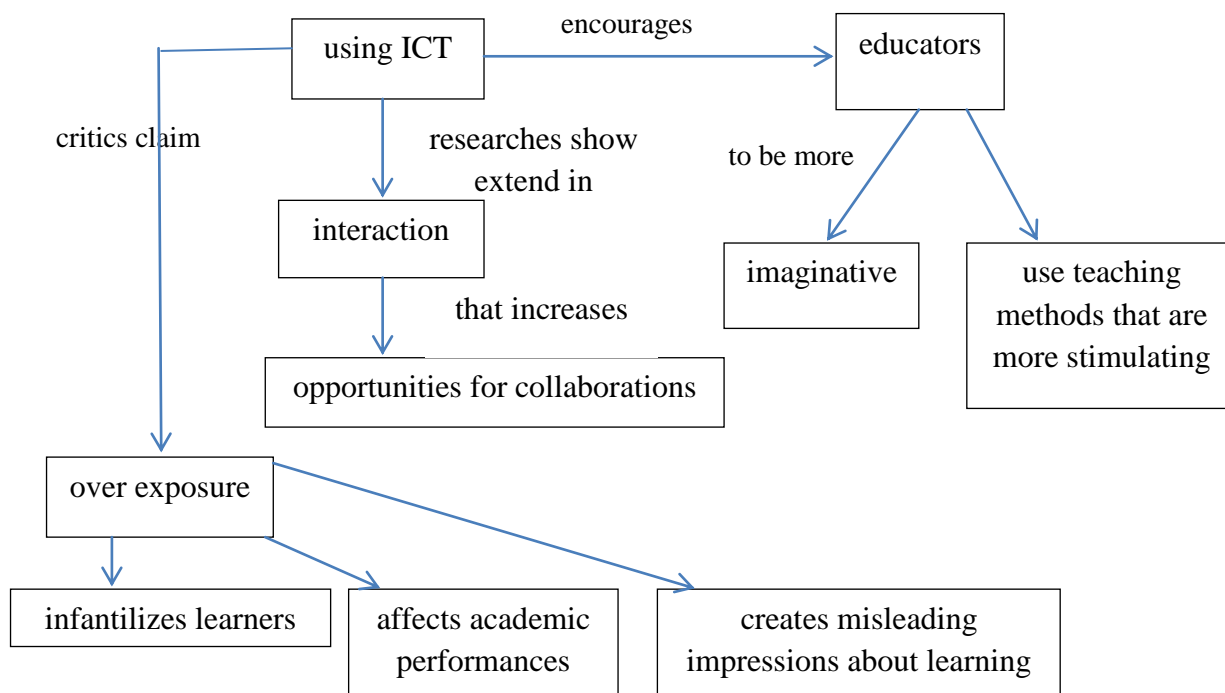 encourages
using ICT
educators
critics claim
researches show
extend in
to be more
interaction
imaginative
use teaching
methods that are
more stimulating
that increases
opportunities for collaborations
over exposure
infantilizes learners
affects academic
performances
creates misleading
impressions about learning